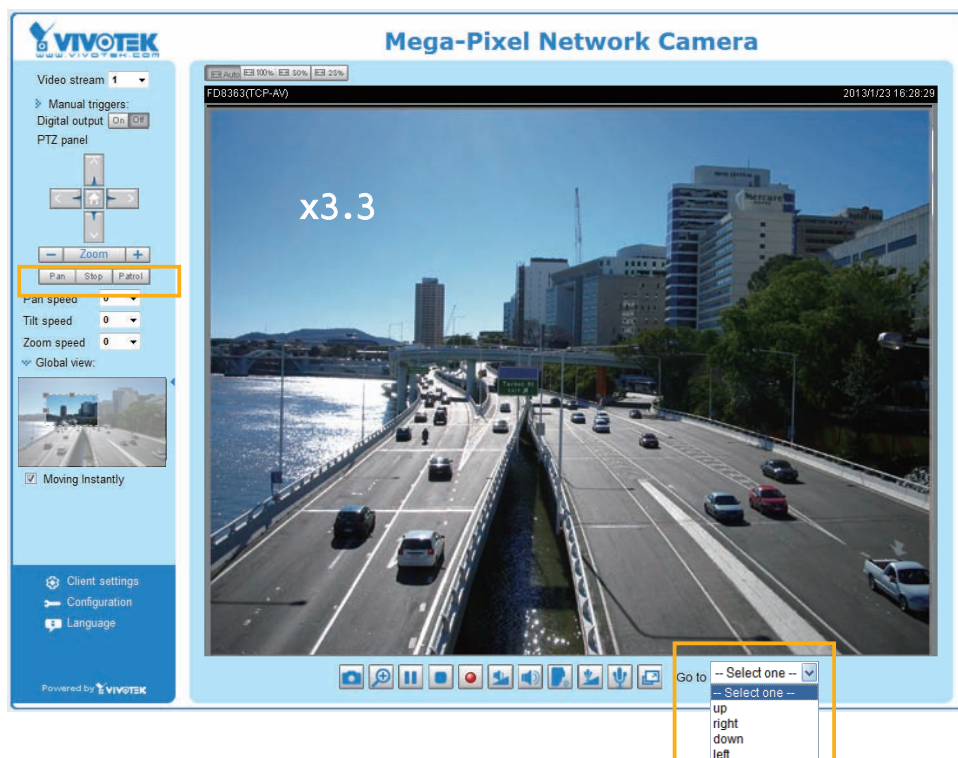 VIVOTEK
www.vivotek.com
Mega-Pixel Network Camera
Video stream 1
Manual triggers:
Digital output On Off
PTZ panel
Zoom
Pan Stop Patrol
Pan speed 0
Tilt speed 0
Zoom speed 0
Global view:
Moving Instantly
Client settings
Configuration
Language
Powered by VIVOTEK
Auto 100% 50% 25%
FD8363(TCP-AV) 2013/1/23 16:28:29
x3.3
Mercure
Go to -- Select one --
-- Select one --
up
right
down
left